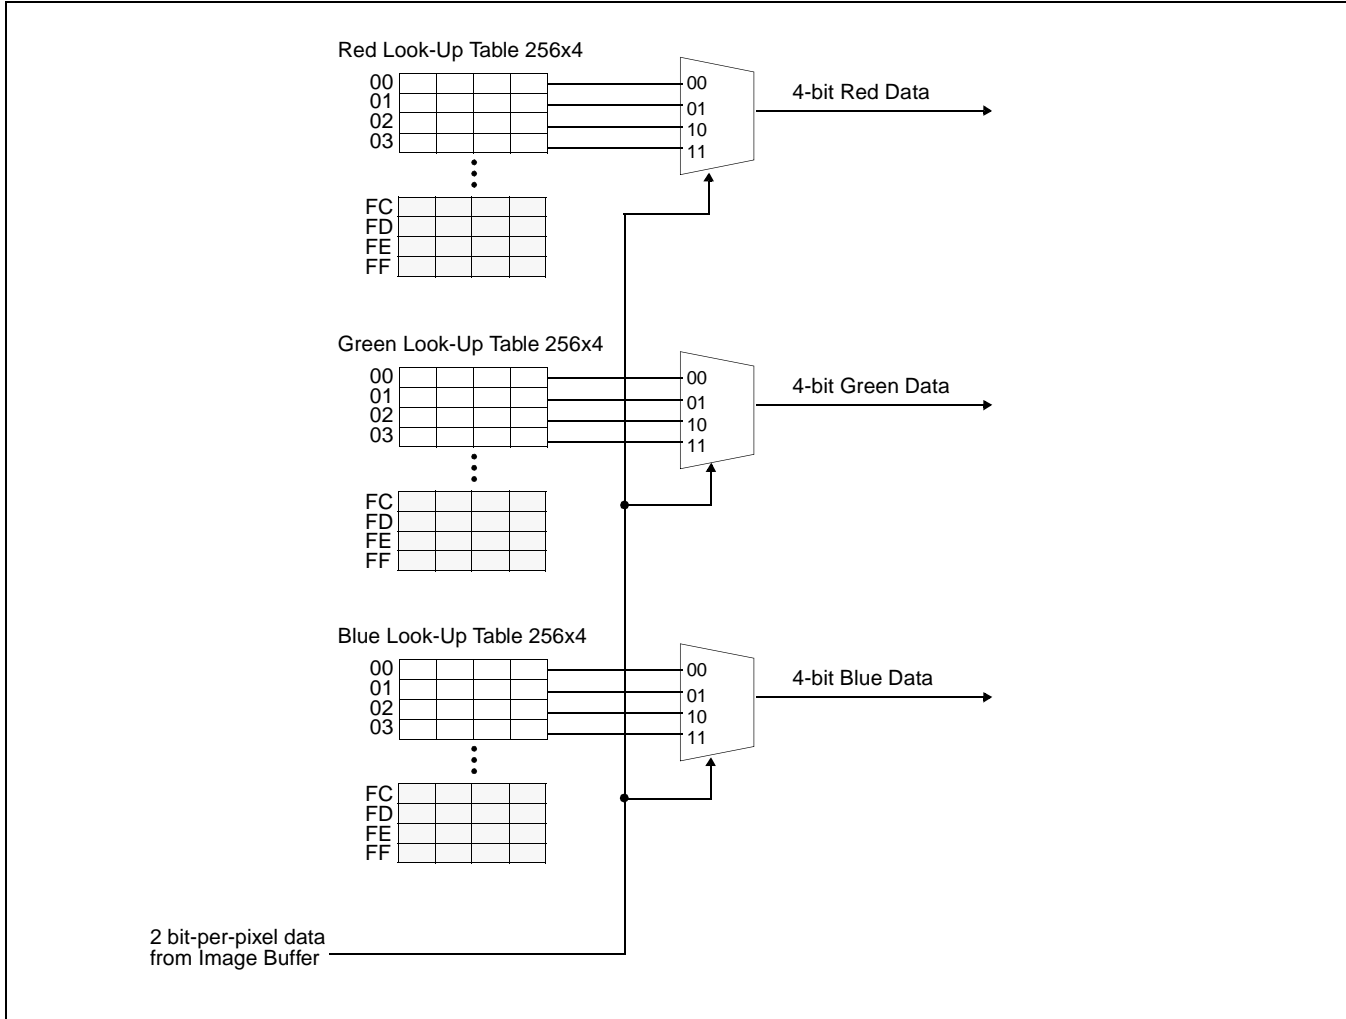 Red Look-Up Table 256x4
00
01
02
03
FC
FD
FE
FF
00
01
10
11
4-bit Red Data
Green Look-Up Table 256x4
00
01
02
03
FC
FD
FE
FF
00
01
10
11
4-bit Green Data
Blue Look-Up Table 256x4
00
01
02
03
FC
FD
FE
FF
00
01
10
11
4-bit Blue Data
2 bit-per-pixel data
from Image Buffer